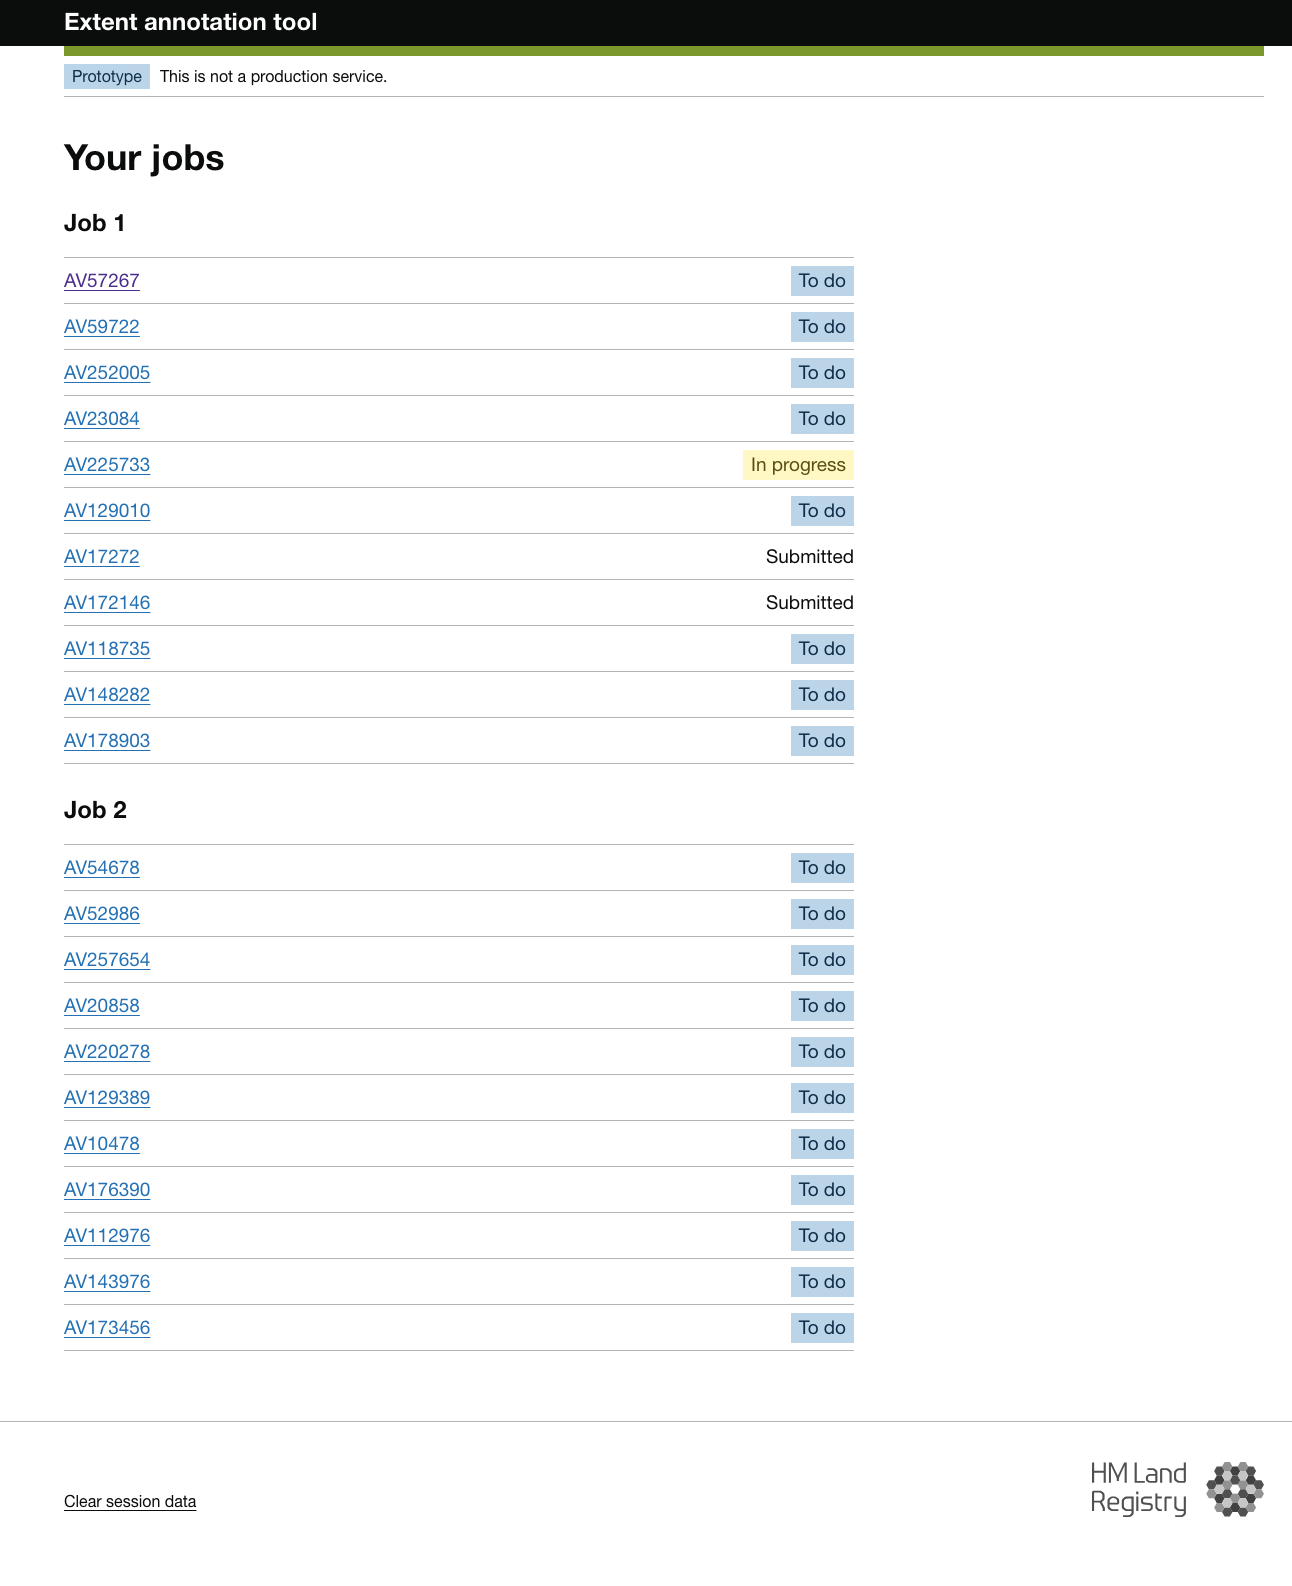 Extent annotation tool
Prototype This is not a production service.
Your jobs
Job 1
AV57267 To do
AV59722 To do
AV252005 To do
AV23084 To do
AV225733 In progress
AV129010 To do
AV17272 Submitted
AV172146 Submitted
AV118735 To do
AV148282 To do
AV178903 To do
Job 2
AV54678 To do
AV52986 To do
AV257654 To do
AV20858 To do
AV220278 To do
AV129389 To do
AV10478 To do
AV176390 To do
AV112976 To do
AV143976 To do
AV173456 To do
Clear session data
HM Land
Registry